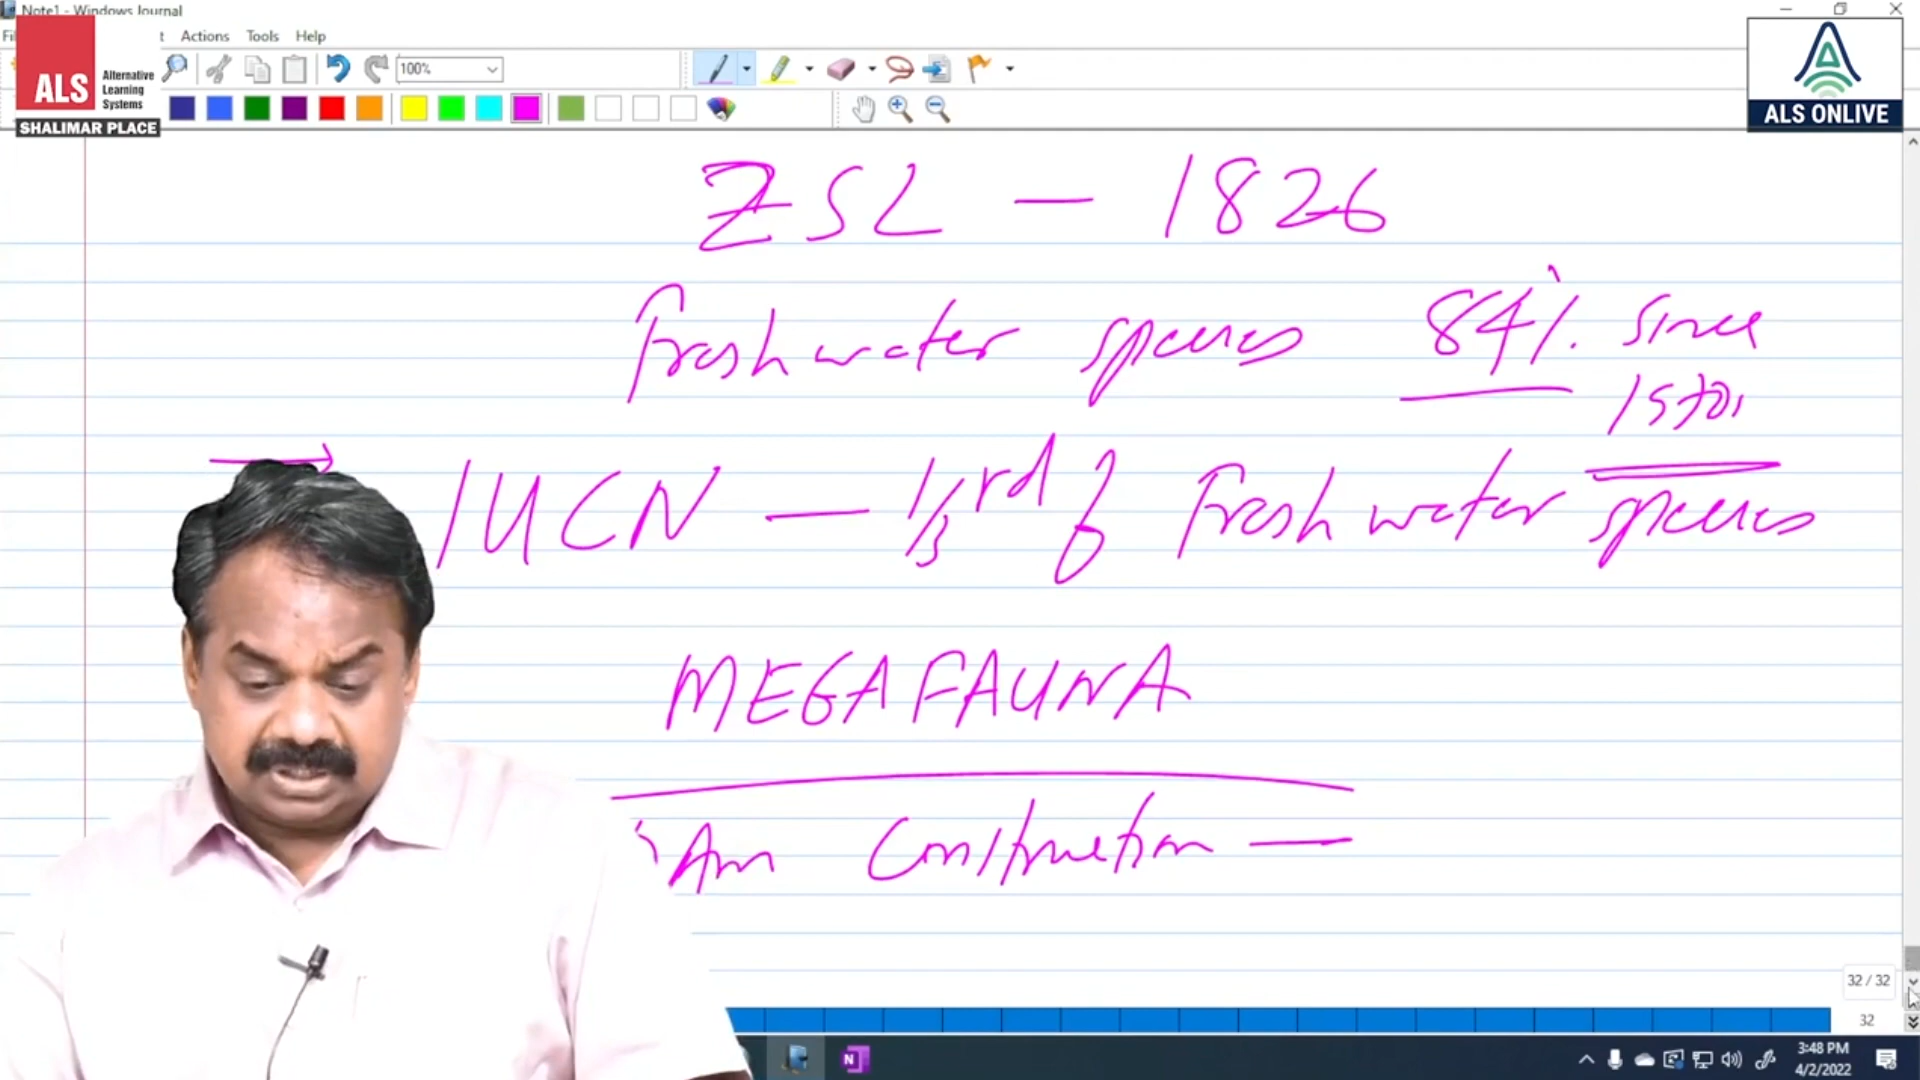 Note1 - Windows Journal
Actions Tools Help
ALS Alternative Learning Systems
SHALIMAR PLACE
100%
ALS ONLIVE
ZSL — 1826
Freshwater species 84%. since
1970,
→ IUCN — 1/3rd of Freshwater species
MEGAFAUNA
Construction —
32 / 32
32
N
3:48 PM
4/2/2022